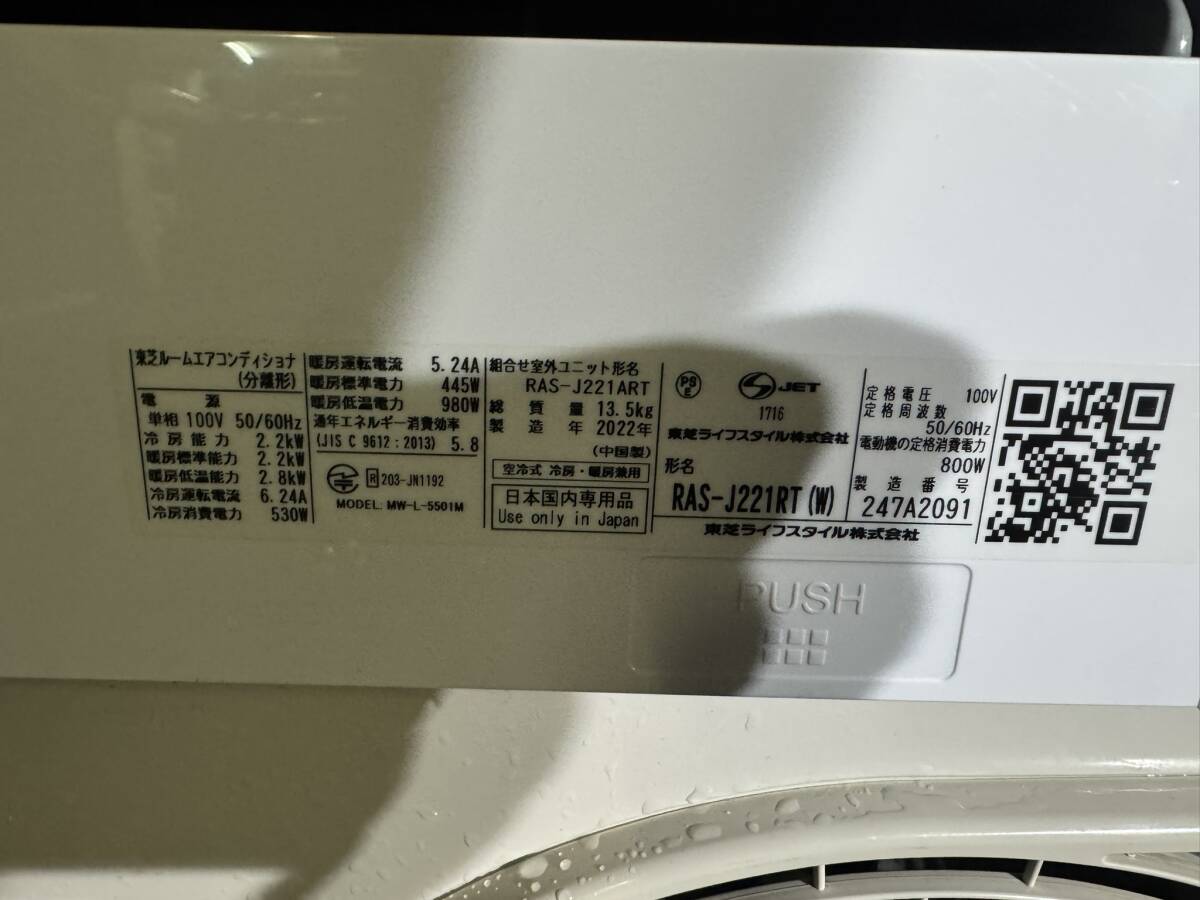 東芝ルームエアコンディショナ
(分離形)
電源
単相 100V 50/60Hz
冷房能力 2.2kW
暖房標準能力 2.2kW
暖房低温能力 2.8kW
冷房運転電流 6.24A
冷房消費電力 530W
暖房運転電流 5.24A
暖房標準電力 445W
暖房低温電力 980W
通年エネルギー消費効率
(JIS C 9612:2013) 5.8
R 203-JN1192
MODEL: MW-L-5501M
組合せ室外ユニット形名
RAS-J221ART
総質量 13.5kg
製造年 2022年
(中国製)
空冷式 冷房・暖房兼用
日本国内専用品
Use only in Japan
PS E
S JET
1716
東芝ライフスタイル株式会社
形名
RAS-J221RT(W)
東芝ライフスタイル株式会社
定格電圧 100V
定格周波数
50/60Hz
電動機の定格消費電力
800W
製造番号
247A2091
PUSH